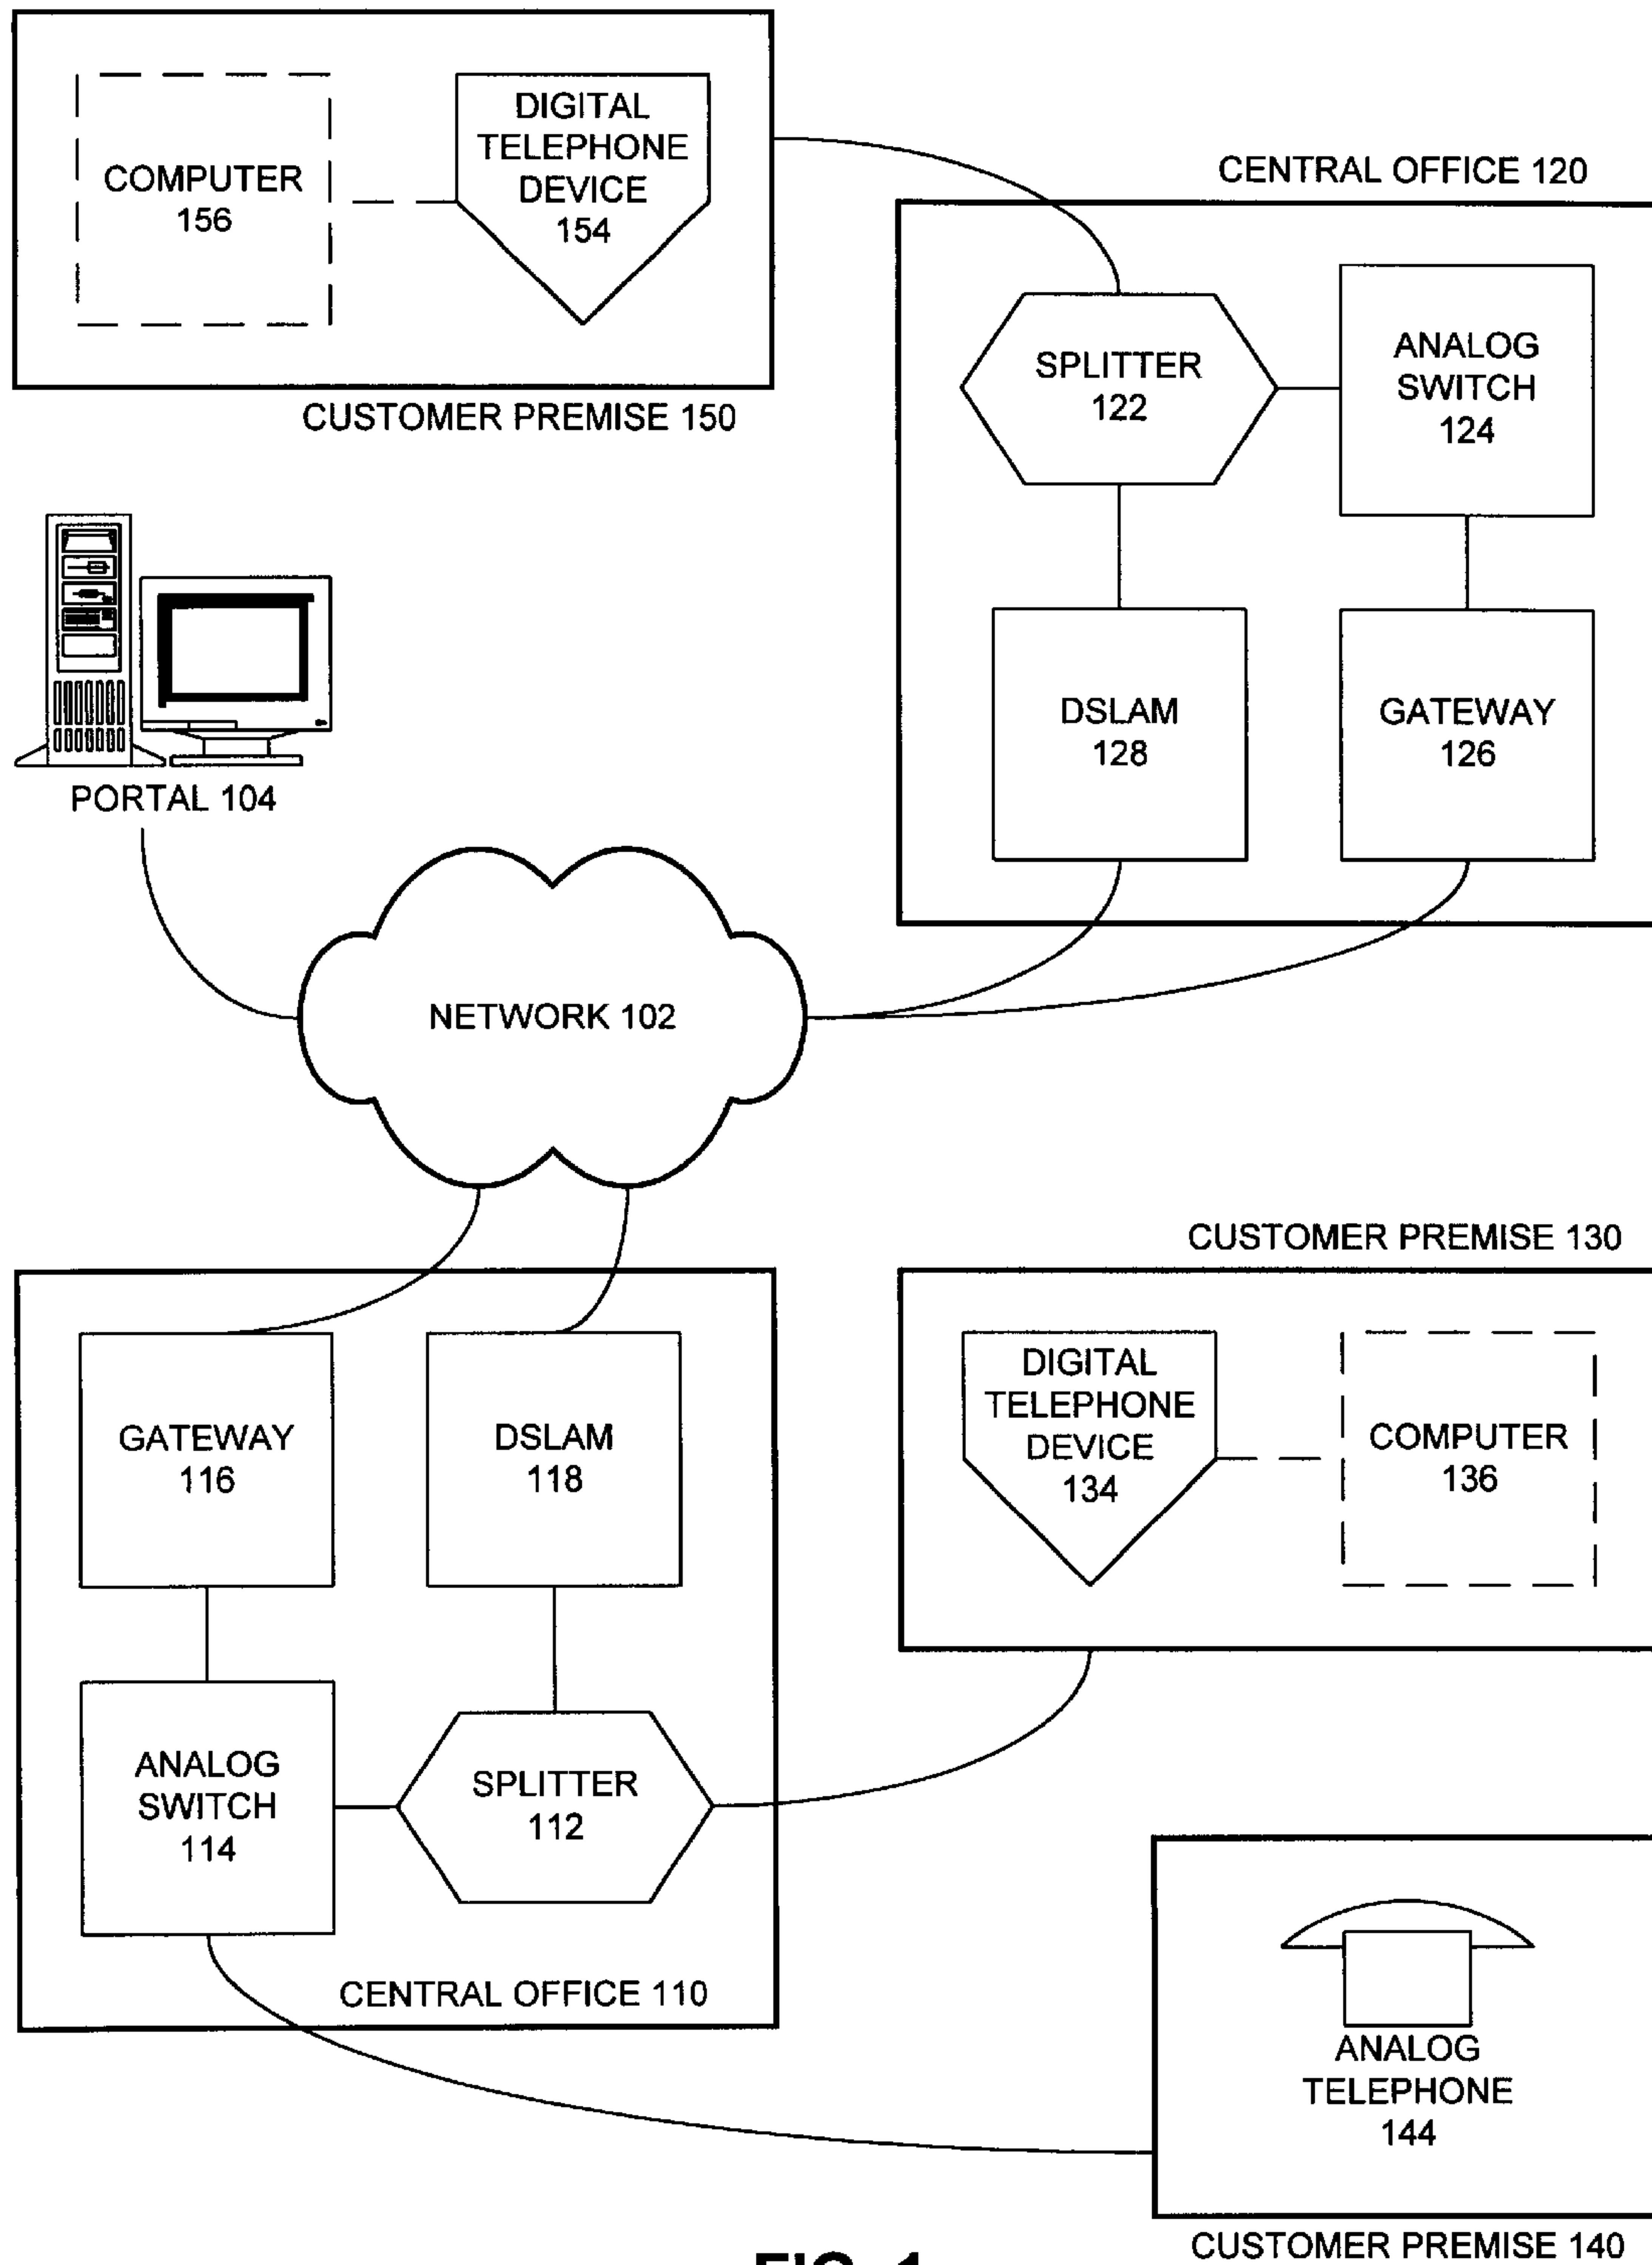 DIGITAL
TELEPHONE
DEVICE
154
COMPUTER
156
CUSTOMER PREMISE 150
CENTRAL OFFICE 120
SPLITTER
122
ANALOG
SWITCH
124
DSLAM
128
GATEWAY
126
PORTAL 104
NETWORK 102
CUSTOMER PREMISE 130
GATEWAY
116
DSLAM
118
DIGITAL
TELEPHONE
DEVICE
134
COMPUTER
136
ANALOG
SWITCH
114
SPLITTER
112
CENTRAL OFFICE 110
ANALOG
TELEPHONE
144
CUSTOMER PREMISE 140
FIG. 1